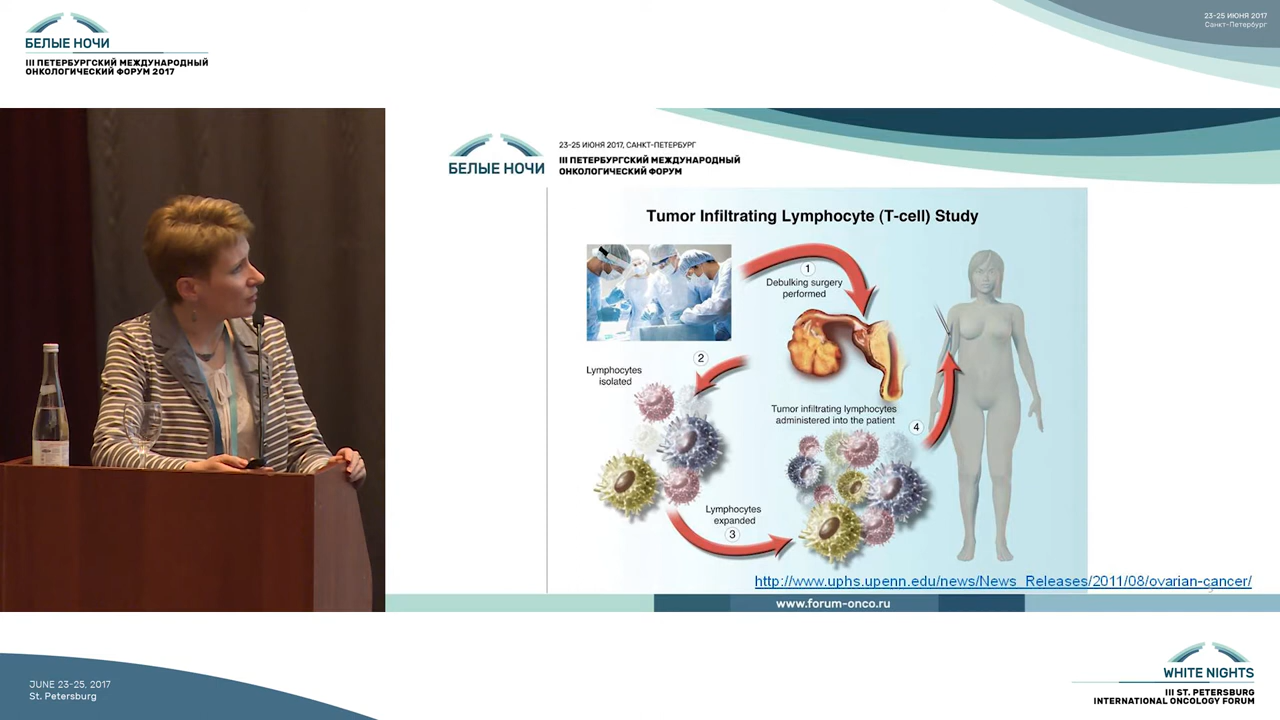 БЕЛЫЕ НОЧИ
III ПЕТЕРБУРГСКИЙ МЕЖДУНАРОДНЫЙ
ОНКОЛОГИЧЕСКИЙ ФОРУМ 2017
23-25 ИЮНЯ 2017
Санкт-Петербург
БЕЛЫЕ НОЧИ
23-25 ИЮНЯ 2017, САНКТ-ПЕТЕРБУРГ
III ПЕТЕРБУРГСКИЙ МЕЖДУНАРОДНЫЙ
ОНКОЛОГИЧЕСКИЙ ФОРУМ
Tumor Infiltrating Lymphocyte (T-cell) Study
1
Debulking surgery
performed
2
Lymphocytes
isolated
Lymphocytes
expanded
3
Tumor infiltrating lymphocytes
administered into the patient
4
http://www.uphs.upenn.edu/news/News_Releases/2011/08/ovarian-cancer/
www.forum-onco.ru
JUNE 23-25, 2017
St. Petersburg
WHITE NIGHTS
III ST. PETERSBURG
INTERNATIONAL ONCOLOGY FORUM